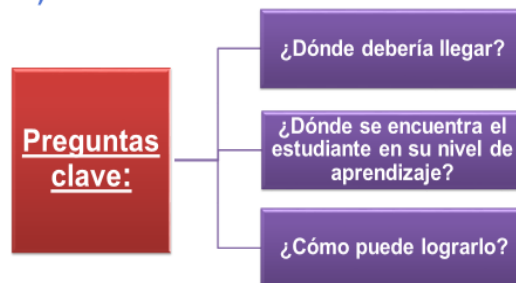 Preguntas
clave:
¿Dónde debería llegar?
¿Dónde se encuentra el
estudiante en su nivel de
aprendizaje?
¿Cómo puede lograrlo?